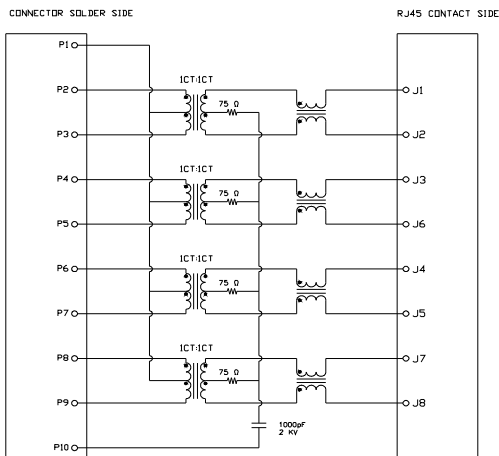 CONNECTOR SOLDER SIDE
RJ45 CONTACT SIDE
P1
1CT:1CT
P2
75 Ω
J1
P3
J2
1CT:1CT
P4
75 Ω
J3
P5
J6
1CT:1CT
P6
75 Ω
J4
P7
J5
1CT:1CT
P8
75 Ω
J7
P9
J8
1000pF
2 KV
P10